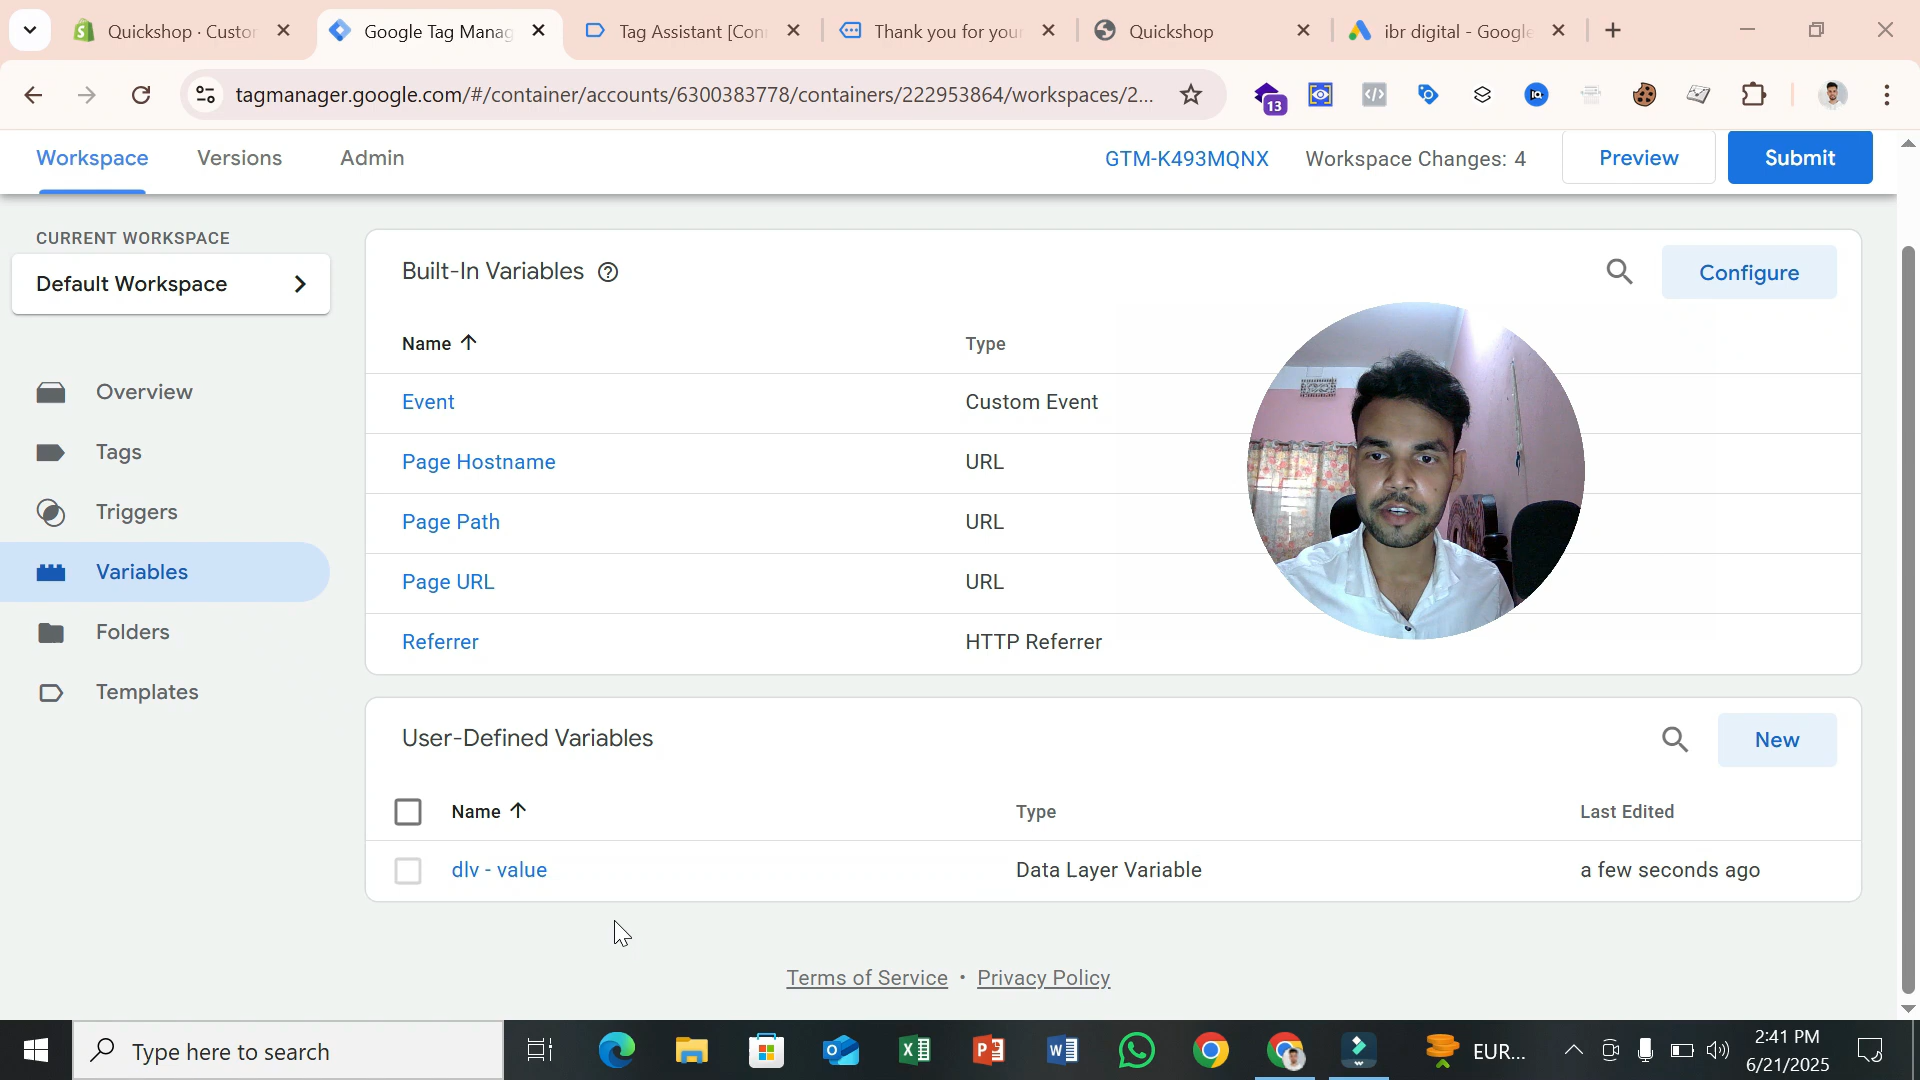 Quickshop · Custor
Google Tag Manag
Tag Assistant [Con
Thank you for your
Quickshop
ibr digital - Google
tagmanager.google.com/#/container/accounts/6300383778/containers/222953864/workspaces/2...
13
Workspace
Versions
Admin
GTM-K493MQNX
Workspace Changes: 4
Preview
Submit
CURRENT WORKSPACE
Default Workspace
Overview
Tags
Triggers
Variables
Folders
Templates
Built-In Variables
Configure
Name
Type
Event
Custom Event
Page Hostname
URL
Page Path
URL
Page URL
URL
Referrer
HTTP Referrer
User-Defined Variables
New
Name
Type
Last Edited
dlv - value
Data Layer Variable
a few seconds ago
Terms of Service • Privacy Policy
Type here to search
EUR...
2:41 PM
6/21/2025